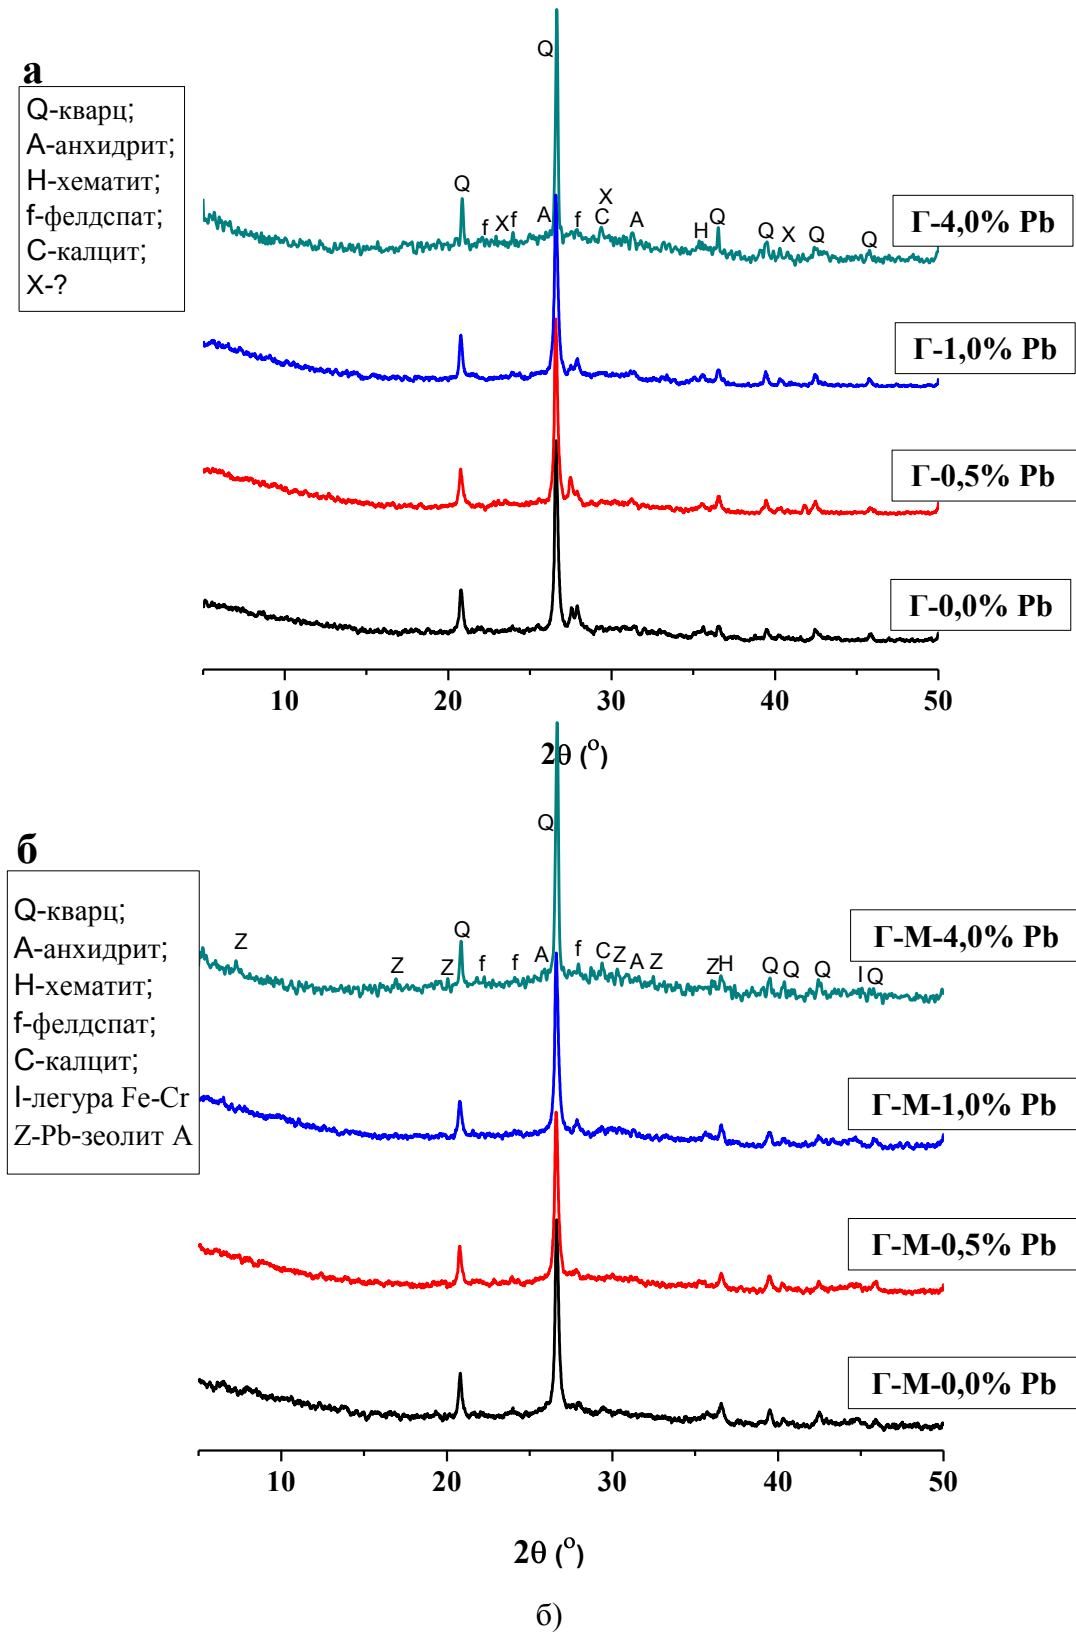 а
Q-кварц;
А-анхидрит;
Н-хематит;
f-фелдспат;
С-калцит;
X-?
Q
Q
f X f
A
f
X
C
A
H
Q
Q X Q
Q
Г-4,0% Pb
Г-1,0% Pb
Г-0,5% Pb
Г-0,0% Pb
10 20 30 40 50
2θ (°)
б
Q-кварц;
А-анхидрит;
Н-хематит;
f-фелдспат;
С-калцит;
I-легура Fe-Cr
Z-Pb-зеолит А
Q
Z
Z
Z
Q
f
f
A
f
C
Z
A
Z
Z
H
Q
Q
Q
I
Q
Г-М-4,0% Pb
Г-М-1,0% Pb
Г-М-0,5% Pb
Г-М-0,0% Pb
10 20 30 40 50
2θ (°)
б)